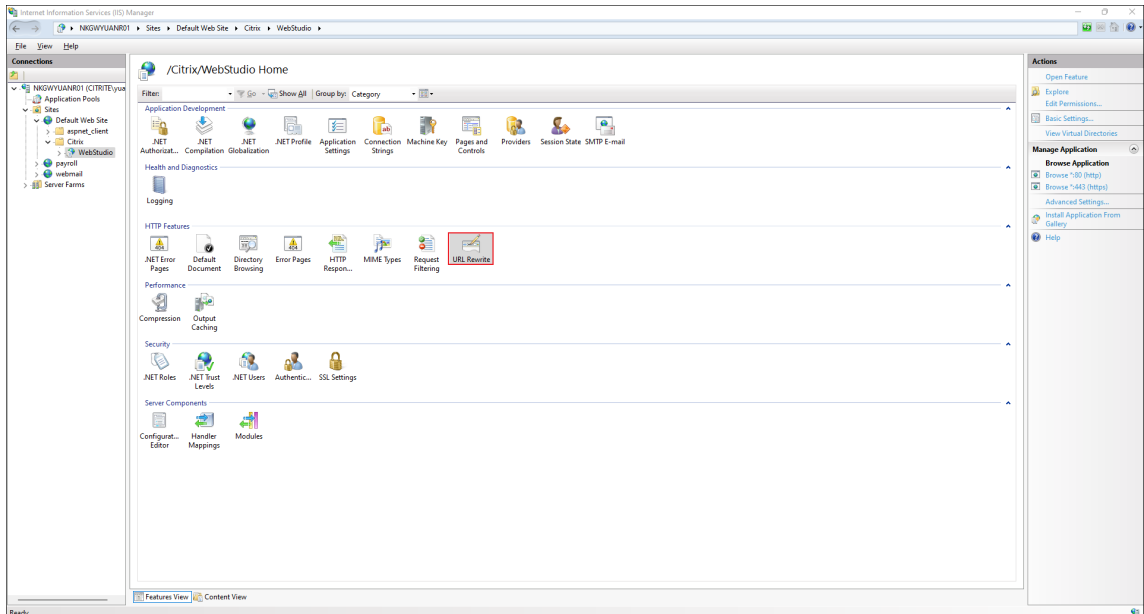 Internet Information Services (IIS) Manager
NKGWYUANR01 Sites Default Web Site Citrix WebStudio
File View Help
Connections
NKGWYUANR01 (CITRITE\yua
Application Pools
Sites
Default Web Site
aspnet_client
Citrix
WebStudio
payroll
webmail
Server Farms
/Citrix/WebStudio Home
Filter: Go Show All Group by: Category
Application Development
.NET Authorizat...
.NET Compilation
.NET Globalization
.NET Profile
Application Settings
Connection Strings
Machine Key
Pages and Controls
Providers
Session State
SMTP E-mail
Health and Diagnostics
Logging
HTTP Features
.NET Error Pages
Default Document
Directory Browsing
Error Pages
HTTP Respon...
MIME Types
Request Filtering
URL Rewrite
Performance
Compression
Output Caching
Security
.NET Roles
.NET Trust Levels
.NET Users
Authentic...
SSL Settings
Server Components
Configurat... Editor
Handler Mappings
Modules
Features View Content View
Ready
Actions
Open Feature
Explore
Edit Permissions...
Basic Settings...
View Virtual Directories
Manage Application
Browse Application
Browse *:80 (http)
Browse *:443 (https)
Advanced Settings...
Install Application From
Gallery
Help